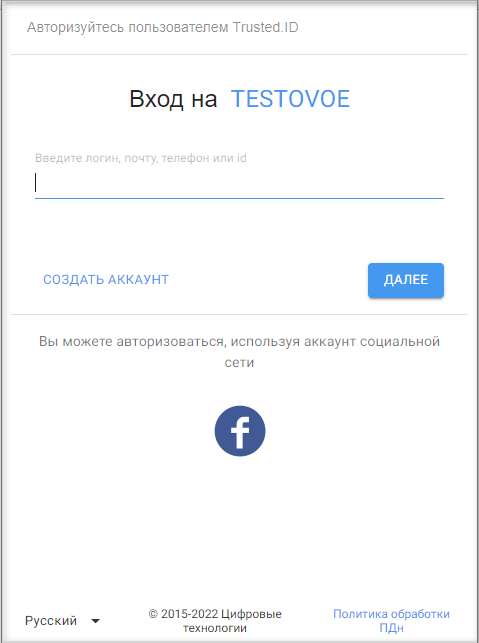 Авторизуйтесь пользователем Trusted.ID
Вход на TESTOVOE
Введите логин, почту, телефон или id
СОЗДАТЬ АККАУНТ
ДАЛЕЕ
Вы можете авторизоваться, используя аккаунт социальной
сети
f
Русский
© 2015-2022 Цифровые
технологии
Политика обработки
ПДн